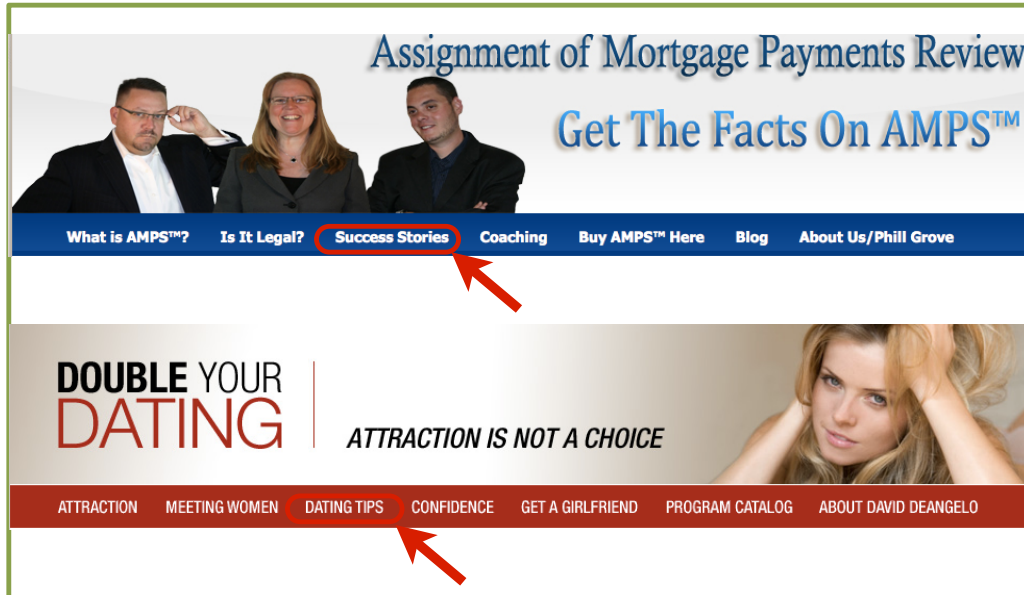 Assignment of Mortgage Payments Review
Get The Facts On AMPS™
What is AMPS™? Is It Legal? Success Stories Coaching Buy AMPS™ Here Blog About Us/Phill Grove
DOUBLE YOUR
DATING
ATTRACTION IS NOT A CHOICE
ATTRACTION MEETING WOMEN DATING TIPS CONFIDENCE GET A GIRLFRIEND PROGRAM CATALOG ABOUT DAVID DEANGELO